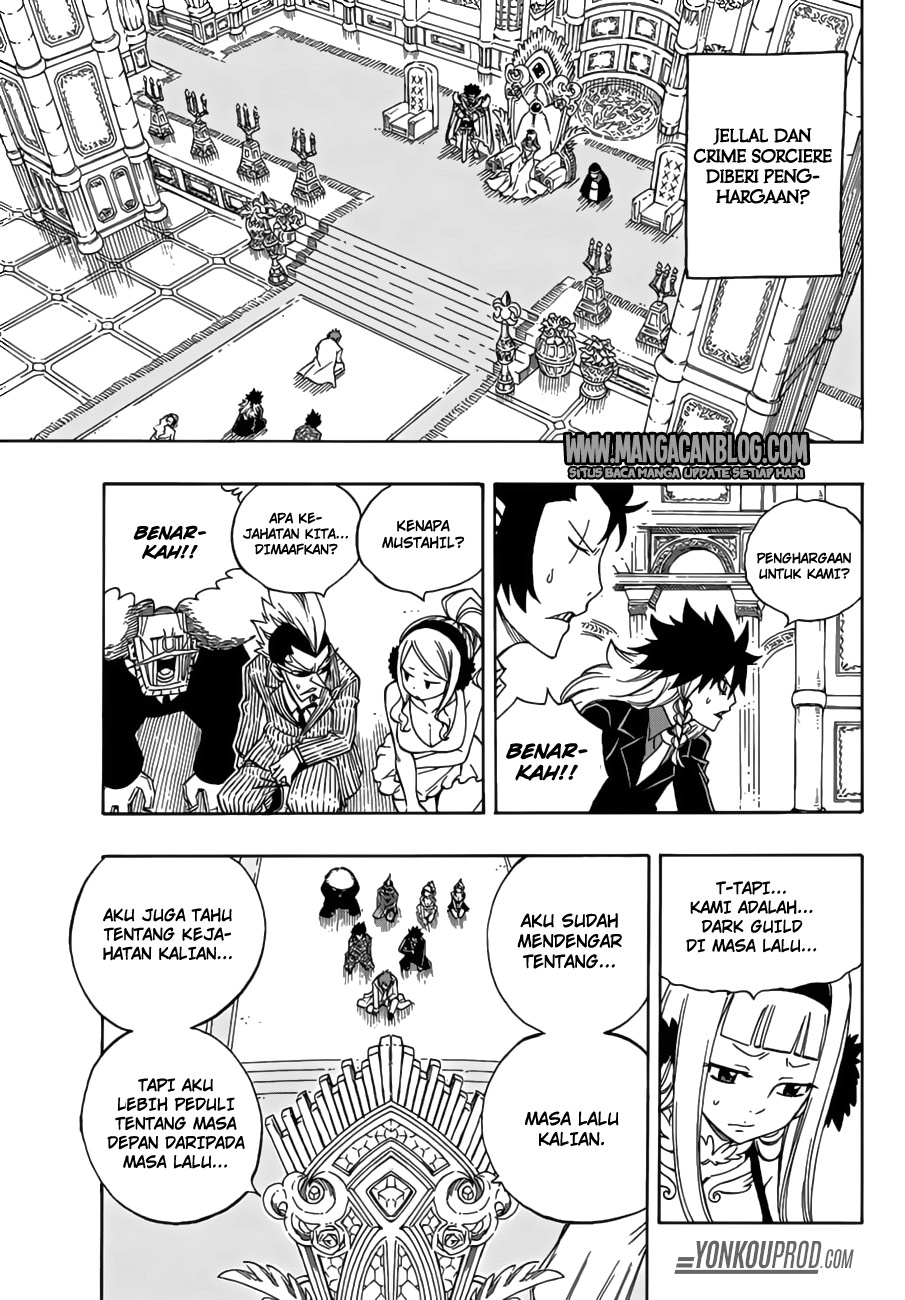 JELLAL DAN
CRIME SORCIERE
DIBERI PENG-
HARGAAN?
WWW.MANGACANBLOG.COM
SITUS BACA MANGA UPDATE SETIAP HARI
PENGHARGAAN
UNTUK KAMI?
BENAR-
KAH!!
KENAPA
MUSTAHIL?
APA KE-
JAHATAN KITA...
DIMAAFKAN?
BENAR-
KAH!!
NULL
T-TAPI...
KAMI ADALAH...
DARK GUILD
DI MASA LALU...
AKU SUDAH
MENDENGAR
TENTANG...
MASA LALU
KALIAN.
AKU JUGA TAHU
TENTANG KEJA-
HATAN KALIAN...
TAPI AKU
LEBIH PEDULI
TENTANG MASA
DEPAN DARIPADA
MASA LALU...
=YONKOUPROD.COM